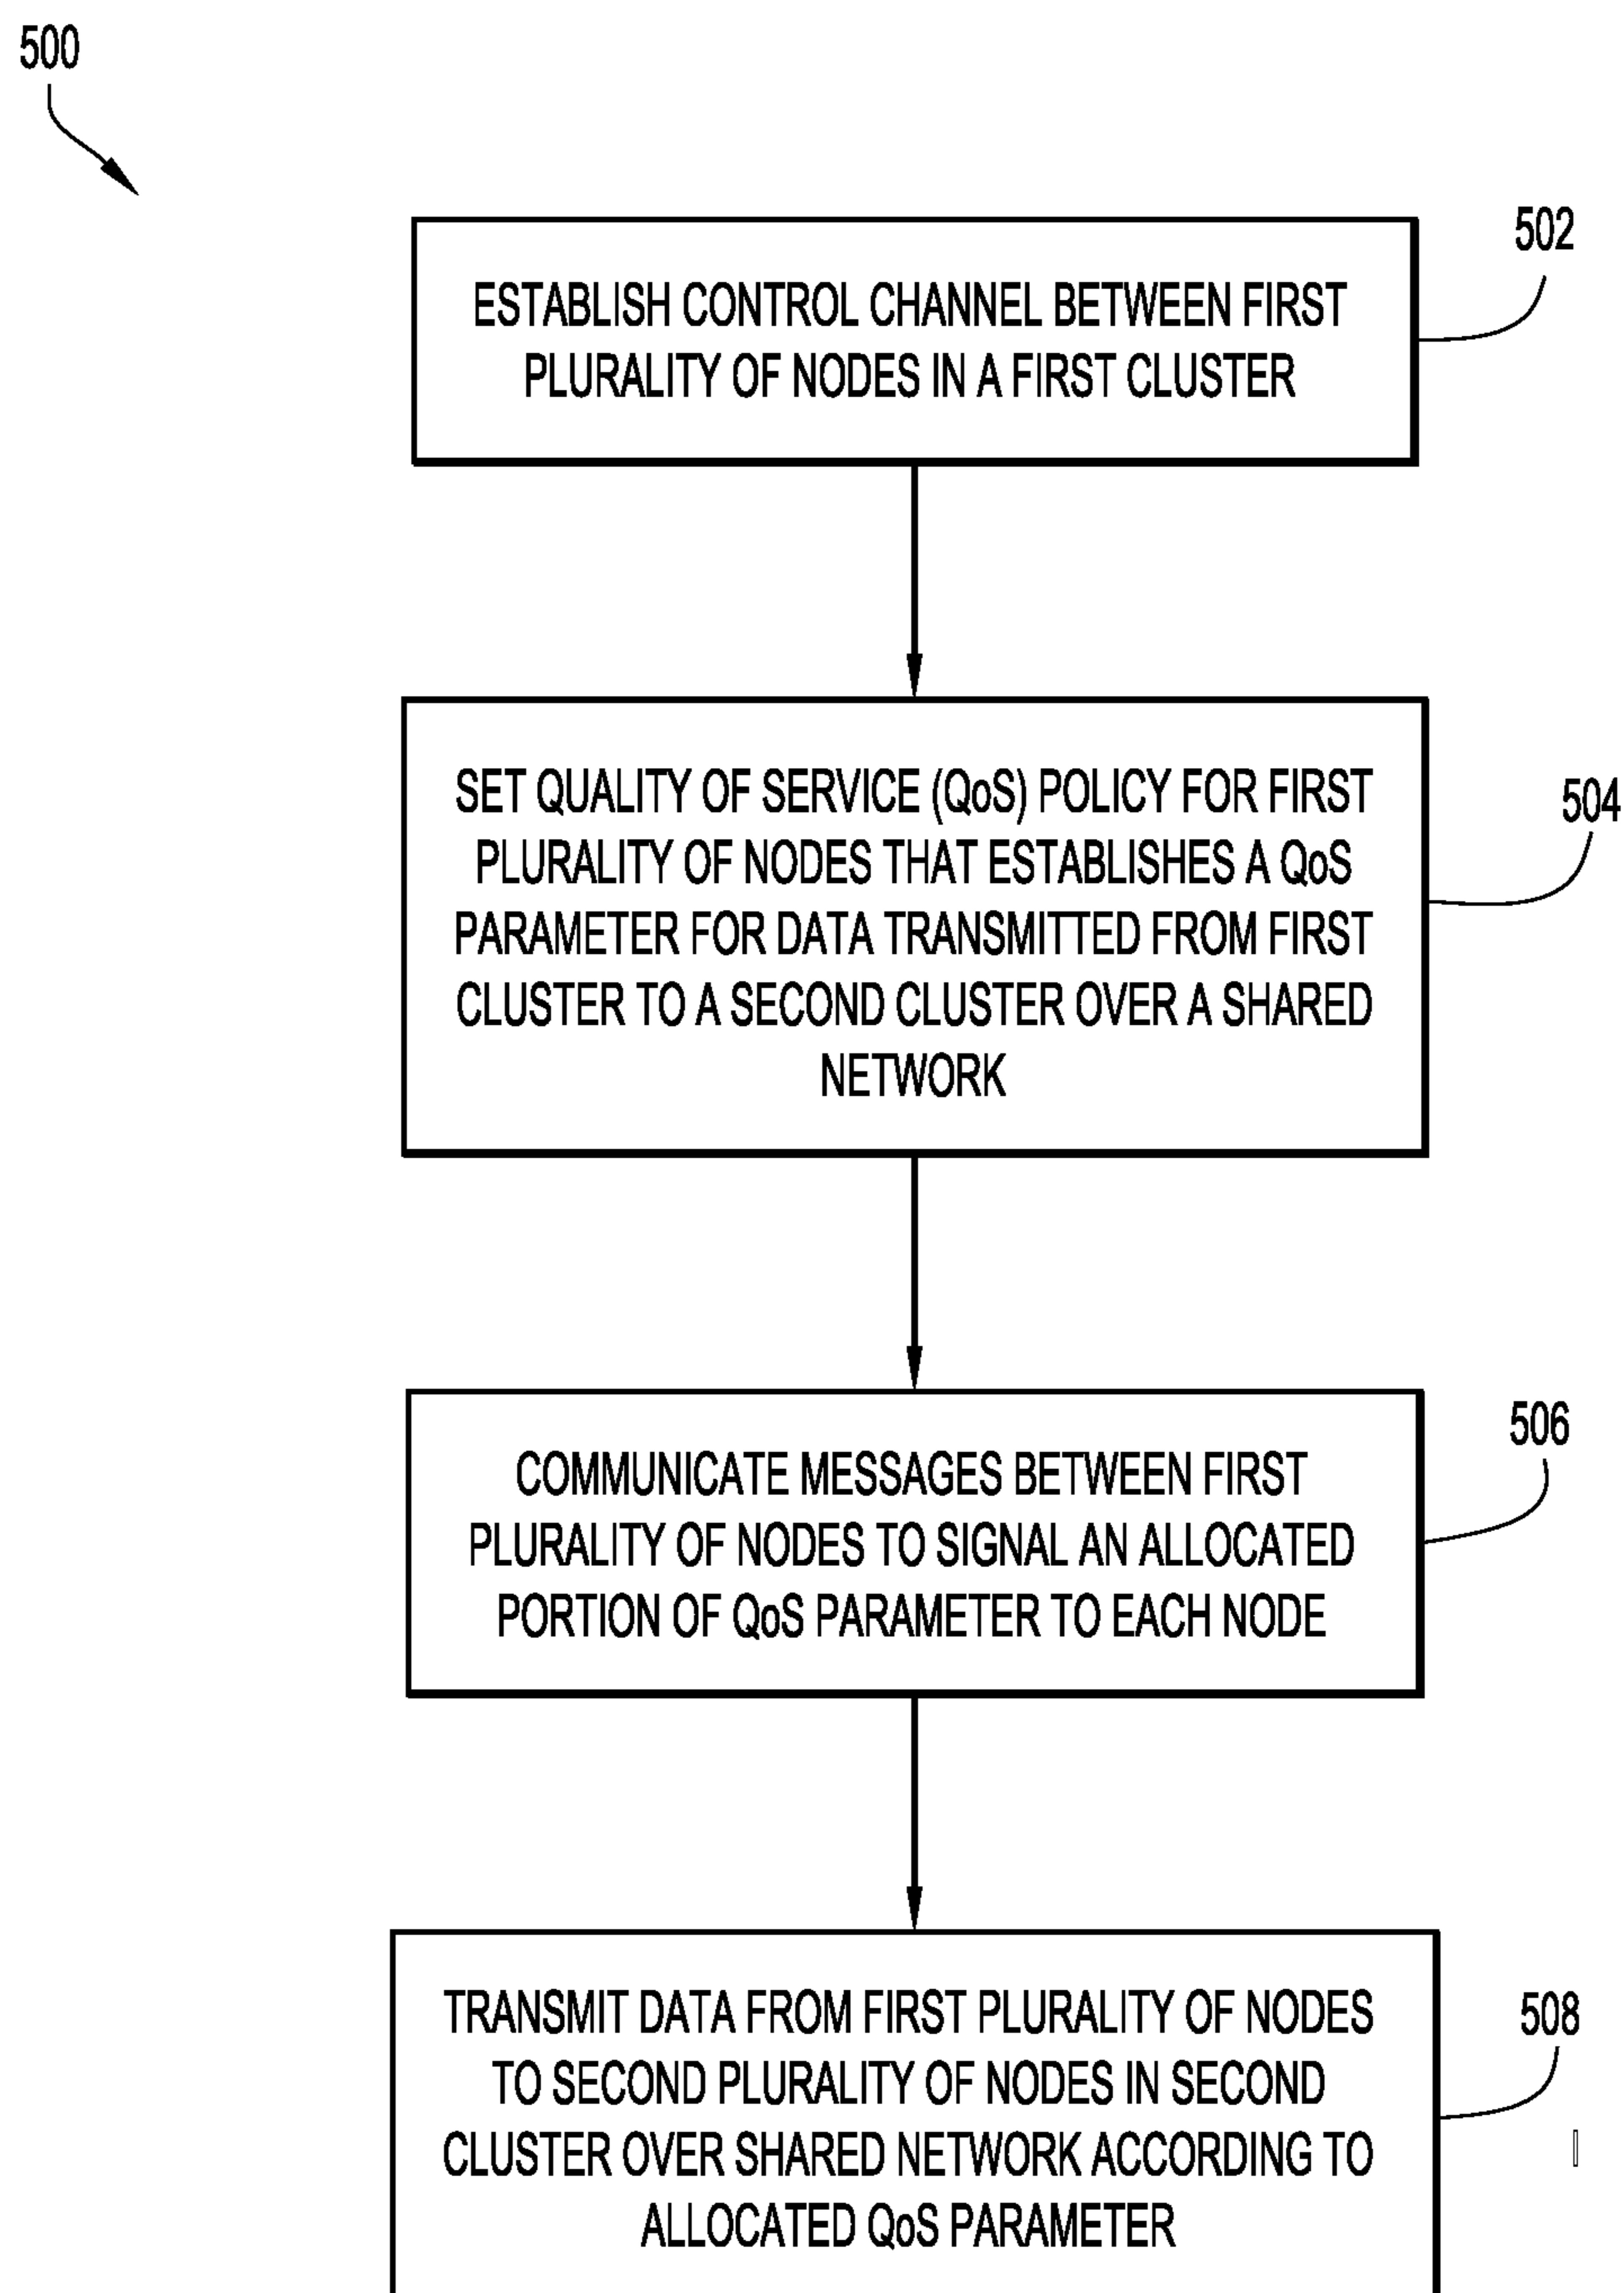 500
502
ESTABLISH CONTROL CHANNEL BETWEEN FIRST
PLURALITY OF NODES IN A FIRST CLUSTER
504
SET QUALITY OF SERVICE (QoS) POLICY FOR FIRST
PLURALITY OF NODES THAT ESTABLISHES A QoS
PARAMETER FOR DATA TRANSMITTED FROM FIRST
CLUSTER TO A SECOND CLUSTER OVER A SHARED
NETWORK
506
COMMUNICATE MESSAGES BETWEEN FIRST
PLURALITY OF NODES TO SIGNAL AN ALLOCATED
PORTION OF QoS PARAMETER TO EACH NODE
508
TRANSMIT DATA FROM FIRST PLURALITY OF NODES
TO SECOND PLURALITY OF NODES IN SECOND
CLUSTER OVER SHARED NETWORK ACCORDING TO
ALLOCATED QoS PARAMETER